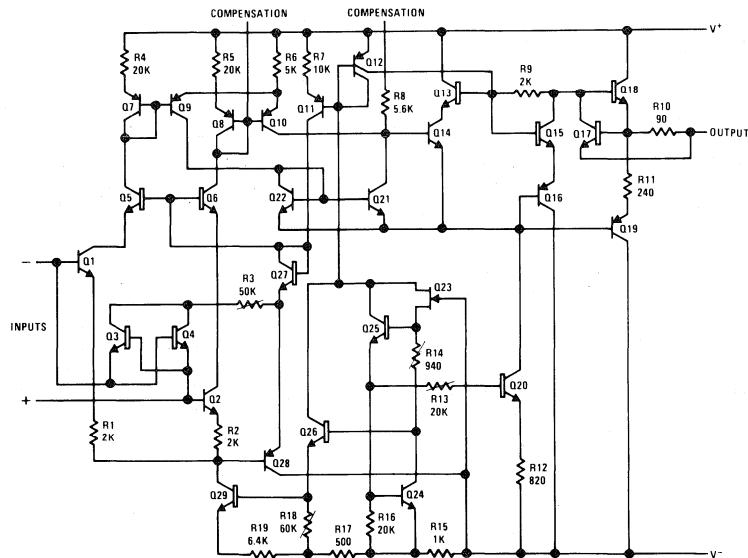 COMPENSATION COMPENSATION
V+
R4 20K
R5 20K
R6 5K
R7 10K
Q12
R8 5.6K
Q13
R9 2K
Q18
Q7
Q9
Q8
Q10
Q11
Q14
Q15
Q17
R10 90
OUTPUT
Q5
Q6
Q22
Q21
Q16
R11 240
Q19
−
Q1
Q27
R3 50K
Q23
INPUTS
Q3
Q4
Q25
R14 940
R13 20K
Q20
+
Q2
R1 2K
R2 2K
Q26
Q28
R12 820
Q29
R18 60K
Q24
R19 6.4K
R17 500
R16 20K
R15 1K
V−